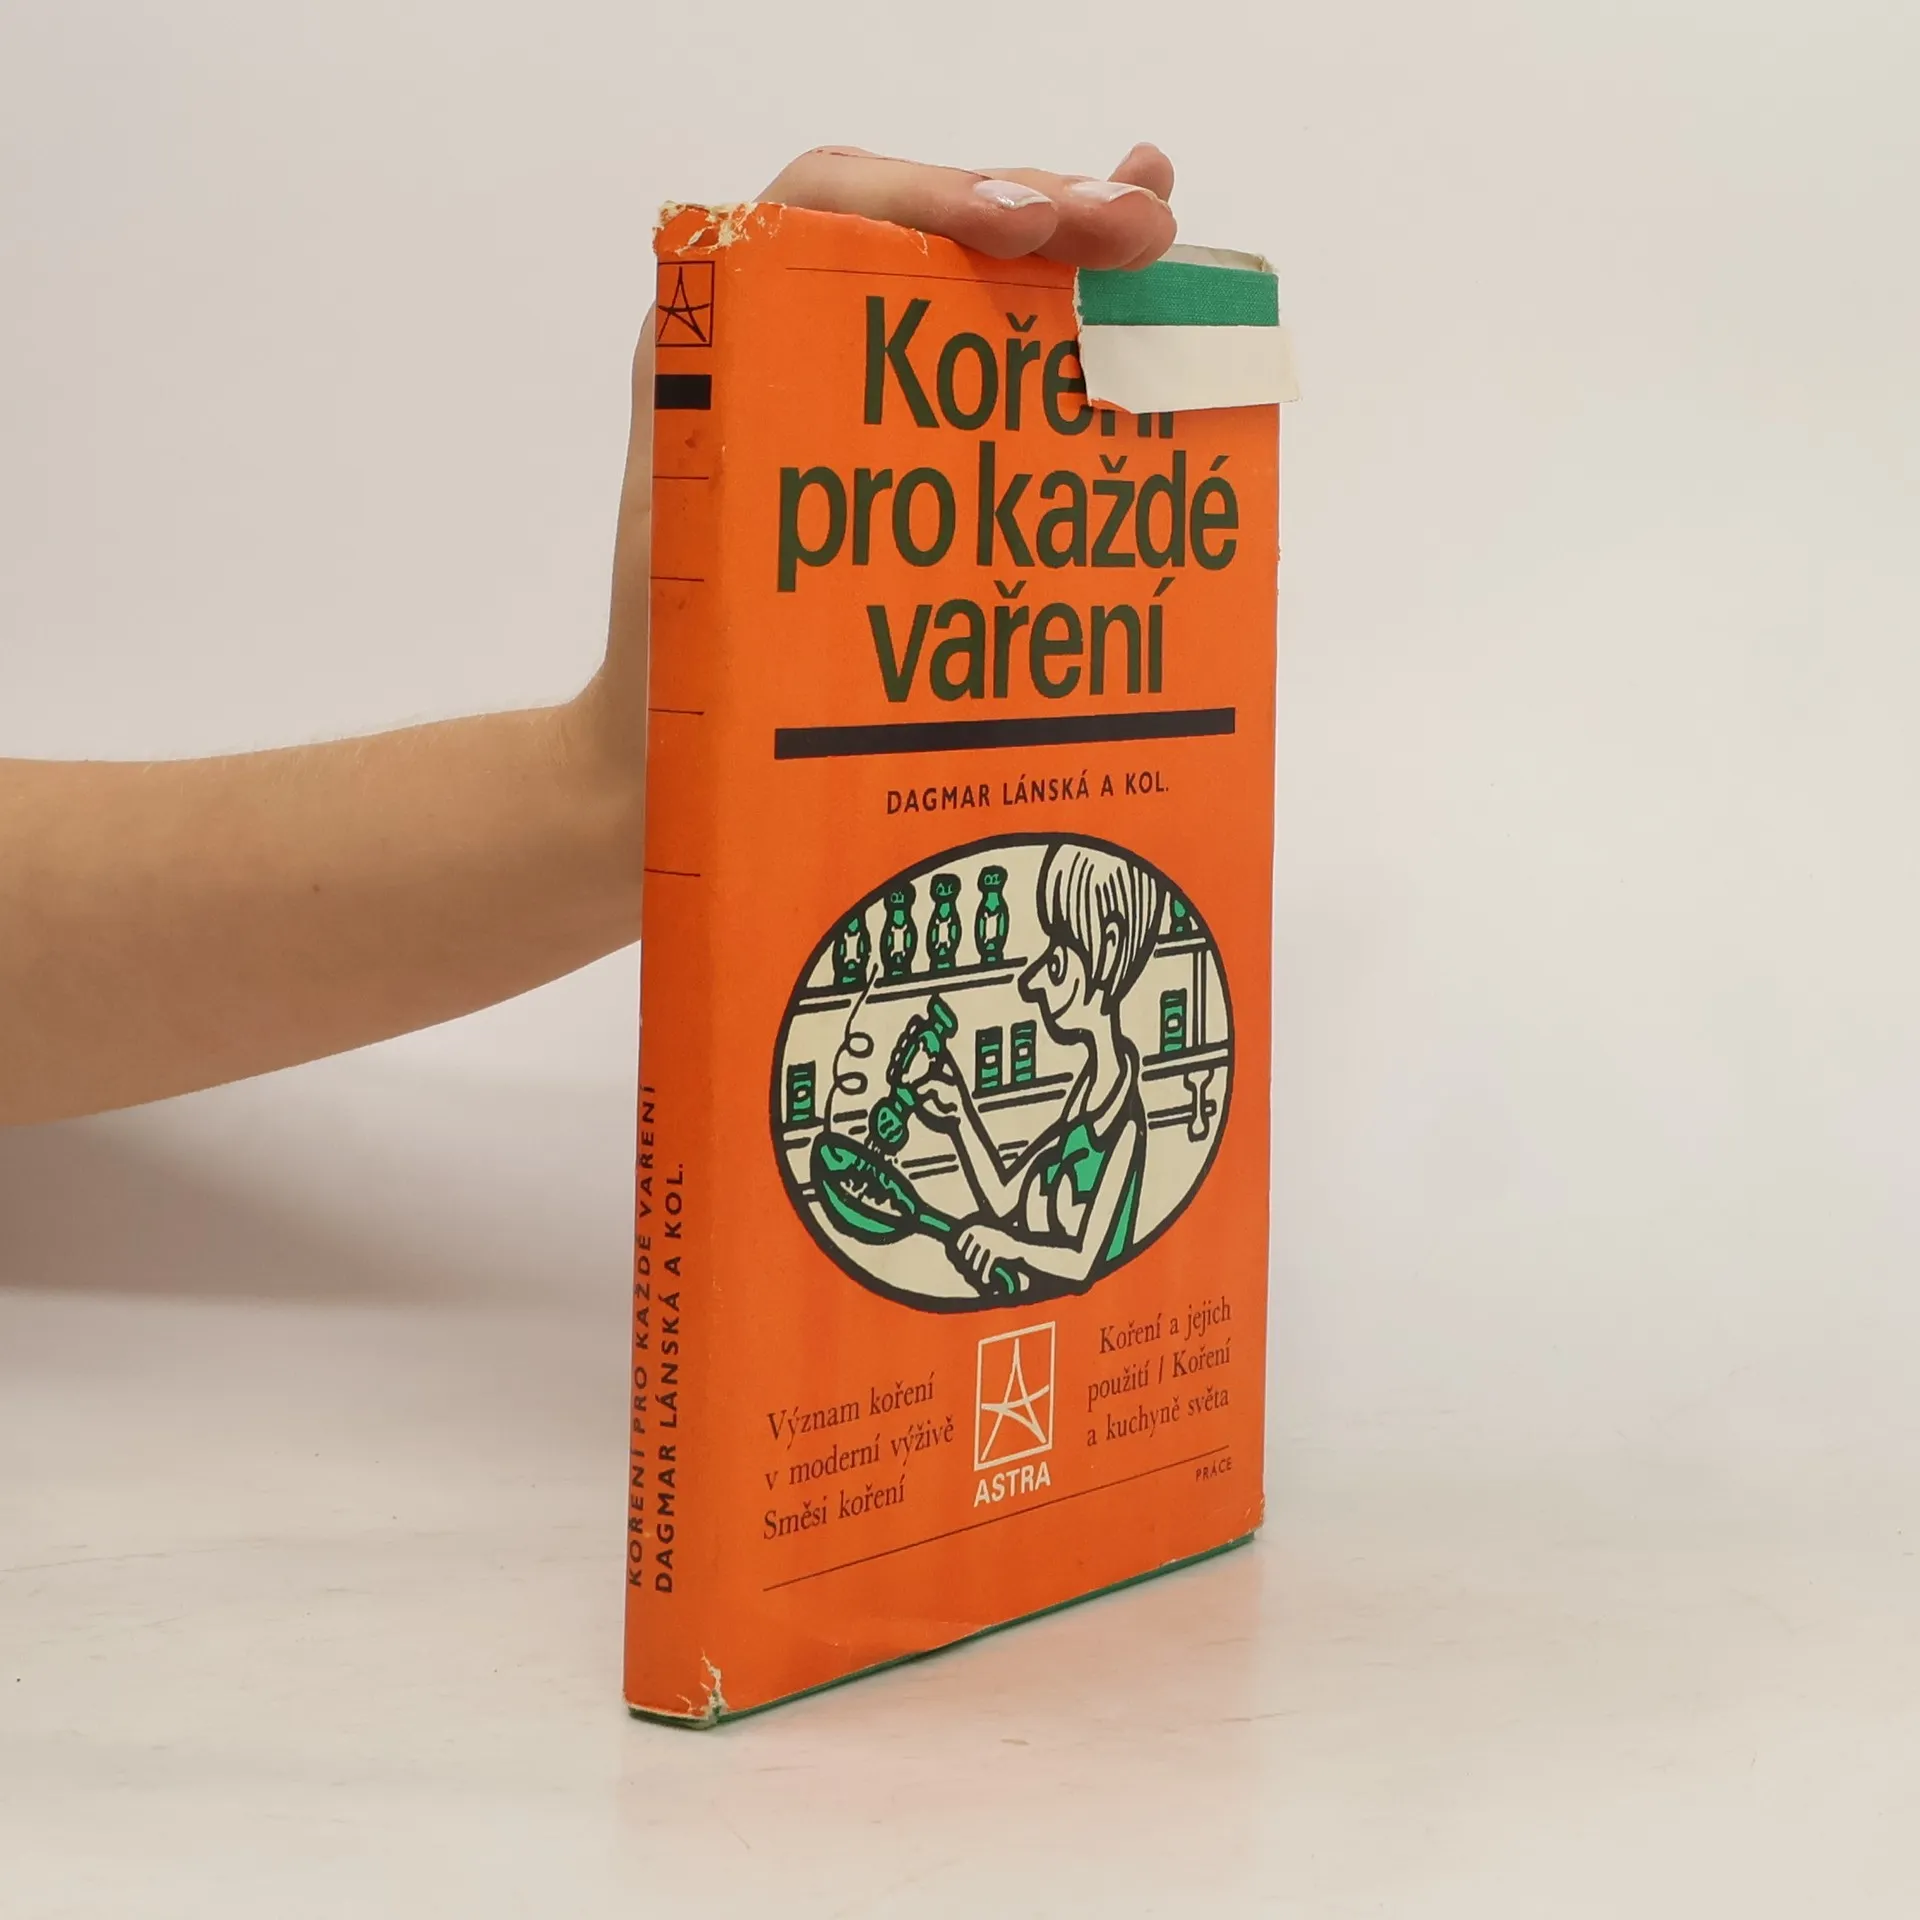 Koření
pro každé
vaření
DAGMAR LÁNSKÁ A KOL.
Význam koření
v moderní výživě
Směsi koření
ASTRA
Koření a jejich
použití / Koření
a kuchyně světa
PRÁCE
KOŘENÍ PRO KAŽDÉ VAŘENÍ
DAGMAR LÁNSKÁ A KOL.